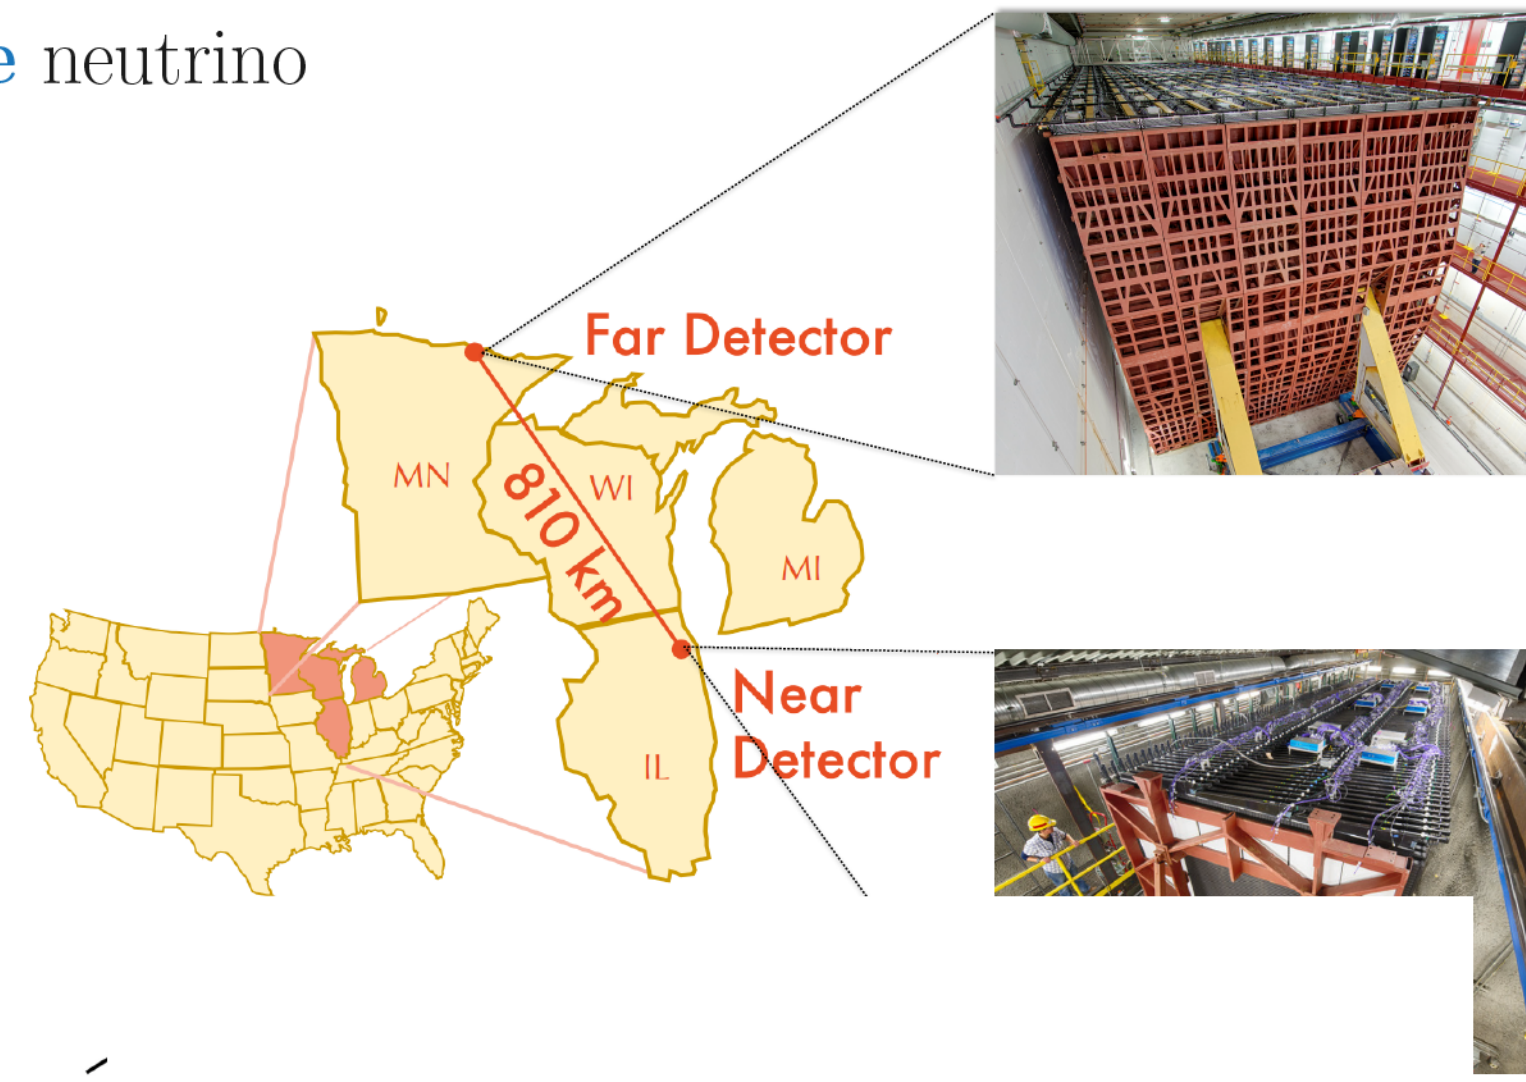 e neutrino
Far Detector
MN
WI
810 km
MI
Near
Detector
IL